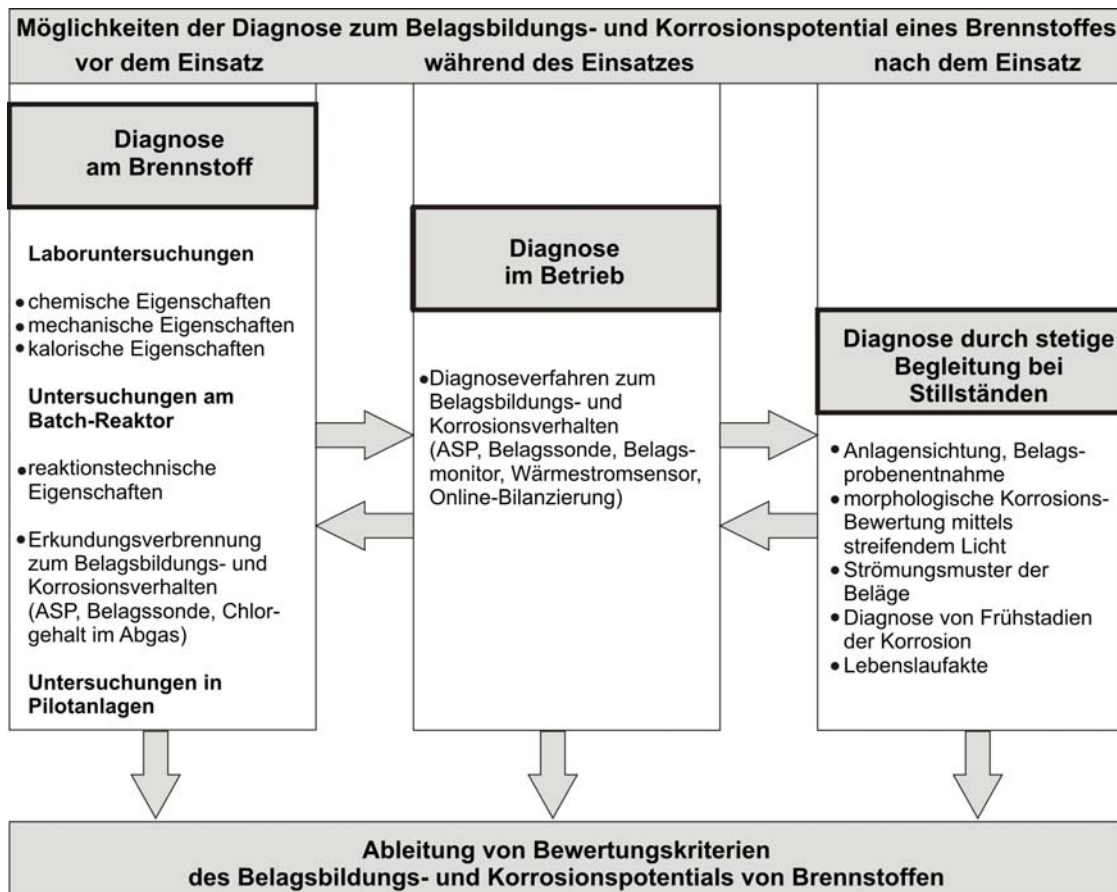 Möglichkeiten der Diagnose zum Belagsbildungs- und Korrosionspotential eines Brennstoffes
vor dem Einsatz
während des Einsatzes
nach dem Einsatz
Diagnose
am Brennstoff
Laboruntersuchungen
• chemische Eigenschaften
• mechanische Eigenschaften
• kalorische Eigenschaften
Untersuchungen am
Batch-Reaktor
• reaktionstechnische
Eigenschaften
• Erkundungsverbrennung
zum Belagsbildungs- und
Korrosionsverhalten
(ASP, Belagssonde, Chlor-
gehalt im Abgas)
Untersuchungen in
Pilotanlagen
Diagnose
im Betrieb
• Diagnoseverfahren zum
Belagsbildungs- und
Korrosionsverhalten
(ASP, Belagssonde, Belags-
monitor, Wärmestromsensor,
Online-Bilanzierung)
Diagnose durch stetige
Begleitung bei
Stillständen
• Anlagensichtung, Belags-
probenentnahme
• morphologische Korrosions-
Bewertung mittels
streifendem Licht
• Strömungsmuster der
Beläge
• Diagnose von Frühstadien
der Korrosion
• Lebenslaufakte
Ableitung von Bewertungskriterien
des Belagsbildungs- und Korrosionspotentials von Brennstoffen